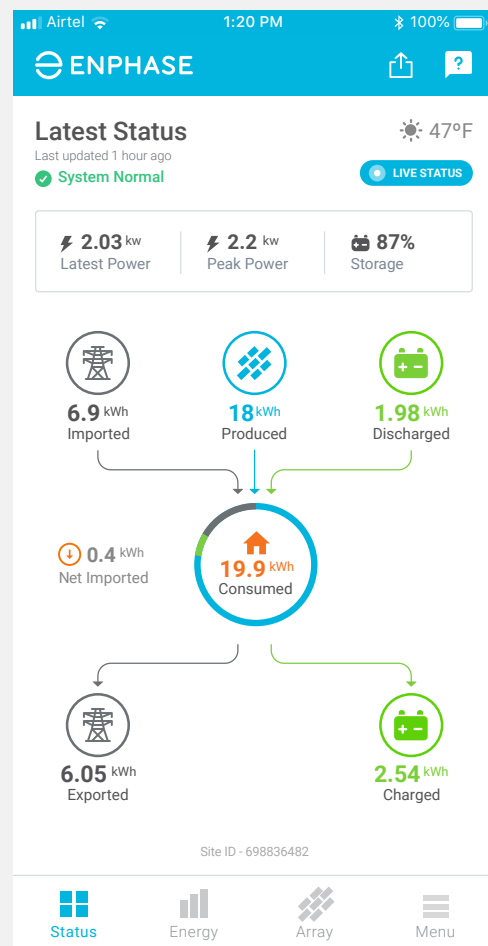 Airtel 1:20 PM 100%
ENPHASE ?
Latest Status 47°F
Last updated 1 hour ago
System Normal LIVE STATUS
2.03 kw 2.2 kw 87%
Latest Power Peak Power Storage
6.9 kWh 18 kWh 1.98 kWh
Imported Produced Discharged
0.4 kWh
Net Imported
19.9 kWh
Consumed
6.05 kWh 2.54 kWh
Exported Charged
Site ID - 698836482
Status Energy Array Menu